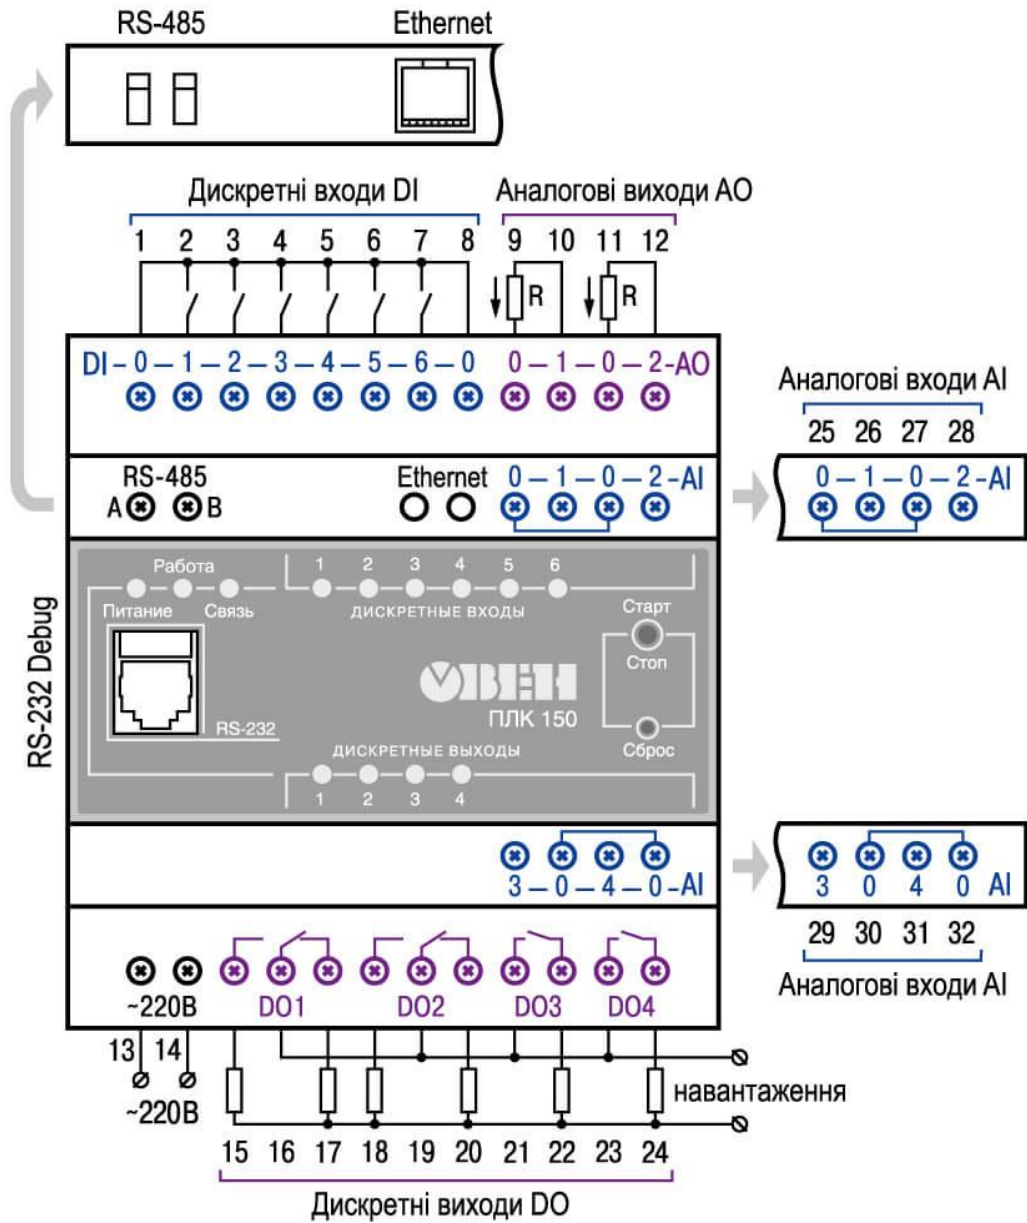 RS-485 Ethernet
Дискретні входи DI Аналогові виходи AO
1 2 3 4 5 6 7 8 9 10 11 12
R R
DI – 0 – 1 – 2 – 3 – 4 – 5 – 6 – 0 0 – 1 – 0 – 2 -AO
Аналогові входи AI
25 26 27 28
RS-485 Ethernet 0 – 1 – 0 – 2 -AI
0 – 1 – 0 – 2 -AI
A B
RS-232 Debug
Работа
Питание Связь
1 2 3 4 5 6
ДИСКРЕТНЫЕ ВХОДЫ
Старт
Стоп
ОВЕН
ПЛК 150
RS-232
Сброс
ДИСКРЕТНЫЕ ВЫХОДЫ
1 2 3 4
3 – 0 – 4 – 0 -AI
3 0 4 0 AI
29 30 31 32
Аналогові входи AI
~220В DO1 DO2 DO3 DO4
13 14
~220В
навантаження
15 16 17 18 19 20 21 22 23 24
Дискретні виходи DO